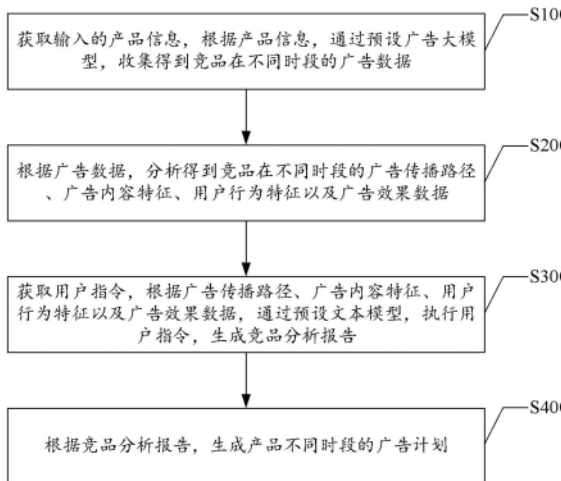 获取输入的产品信息，根据产品信息，通过预设广告大模
型，收集得到竞品在不同时段的广告数据
S100
根据广告数据，分析得到竞品在不同时段的广告传播路径
、广告内容特征、用户行为特征以及广告效果数据
S200
获取用户指令，根据广告传播路径、广告内容特征、用户
行为特征以及广告效果数据，通过预设文本模型，执行用
户指令，生成竞品分析报告
S300
根据竞品分析报告，生成产品不同时段的广告计划
S400